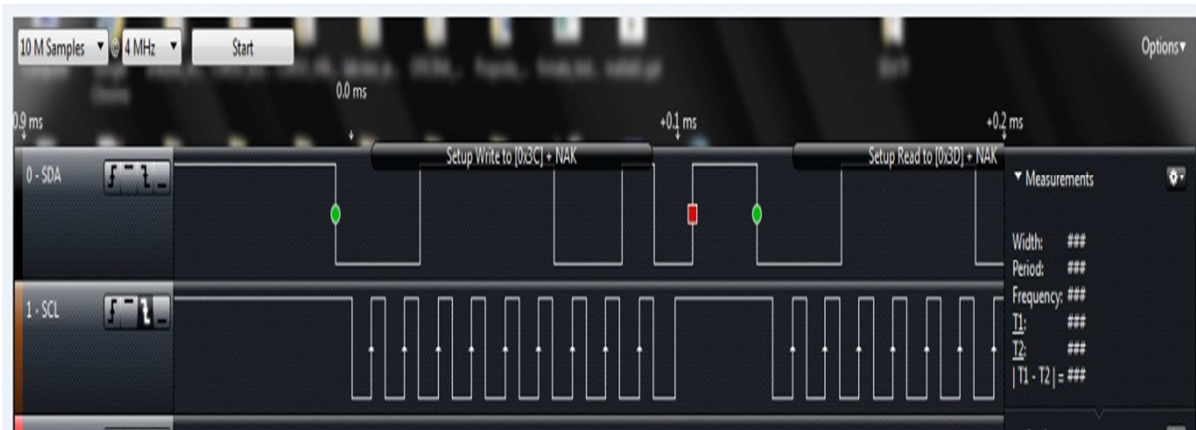 10 M Samples @ 4 MHz Start Options
0.0 ms
0.9 ms +0.1 ms +0.2 ms
Setup Write to [0x3C] + NAK Setup Read to [0x3D] + NAK
0 - SDA
Measurements
Width: ###
Period: ###
1 - SCL
Frequency: ###
T1: ###
T2: ###
| T1 - T2 | = ###